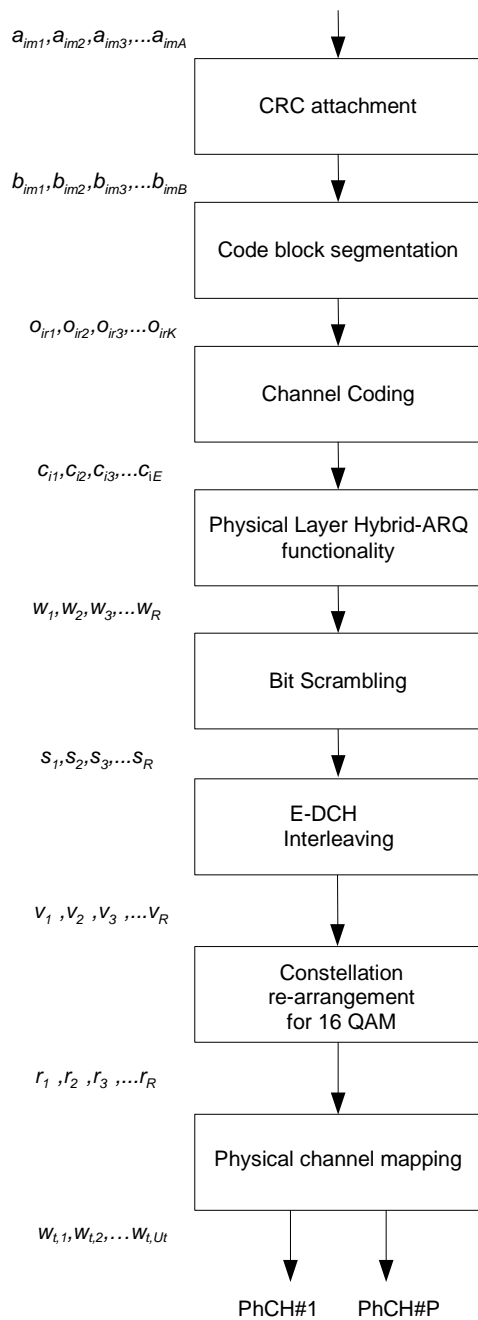 a_im1,a_im2,a_im3,...a_imA
CRC attachment
b_im1,b_im2,b_im3,...b_imB
Code block segmentation
o_ir1,o_ir2,o_ir3,...o_irK
Channel Coding
c_i1,c_i2,c_i3,...c_iE
Physical Layer Hybrid-ARQ
functionality
w_1,w_2,w_3,...w_R
Bit Scrambling
s_1,s_2,s_3,...s_R
E-DCH
Interleaving
v_1 ,v_2 ,v_3 ,...v_R
Constellation
re-arrangement
for 16 QAM
r_1 ,r_2 ,r_3 ,...r_R
Physical channel mapping
w_t,1,w_t,2,...w_t,Ut
PhCH#1 PhCH#P